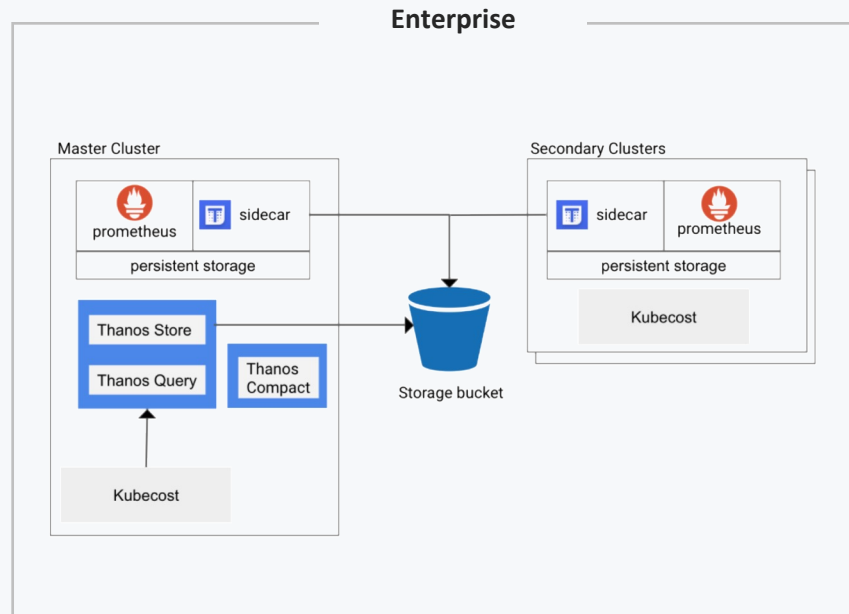 Enterprise
Master Cluster
prometheus
sidecar
persistent storage
Thanos Store
Thanos Query
Thanos
Compact
Kubecost
Storage bucket
Secondary Clusters
sidecar
prometheus
persistent storage
Kubecost